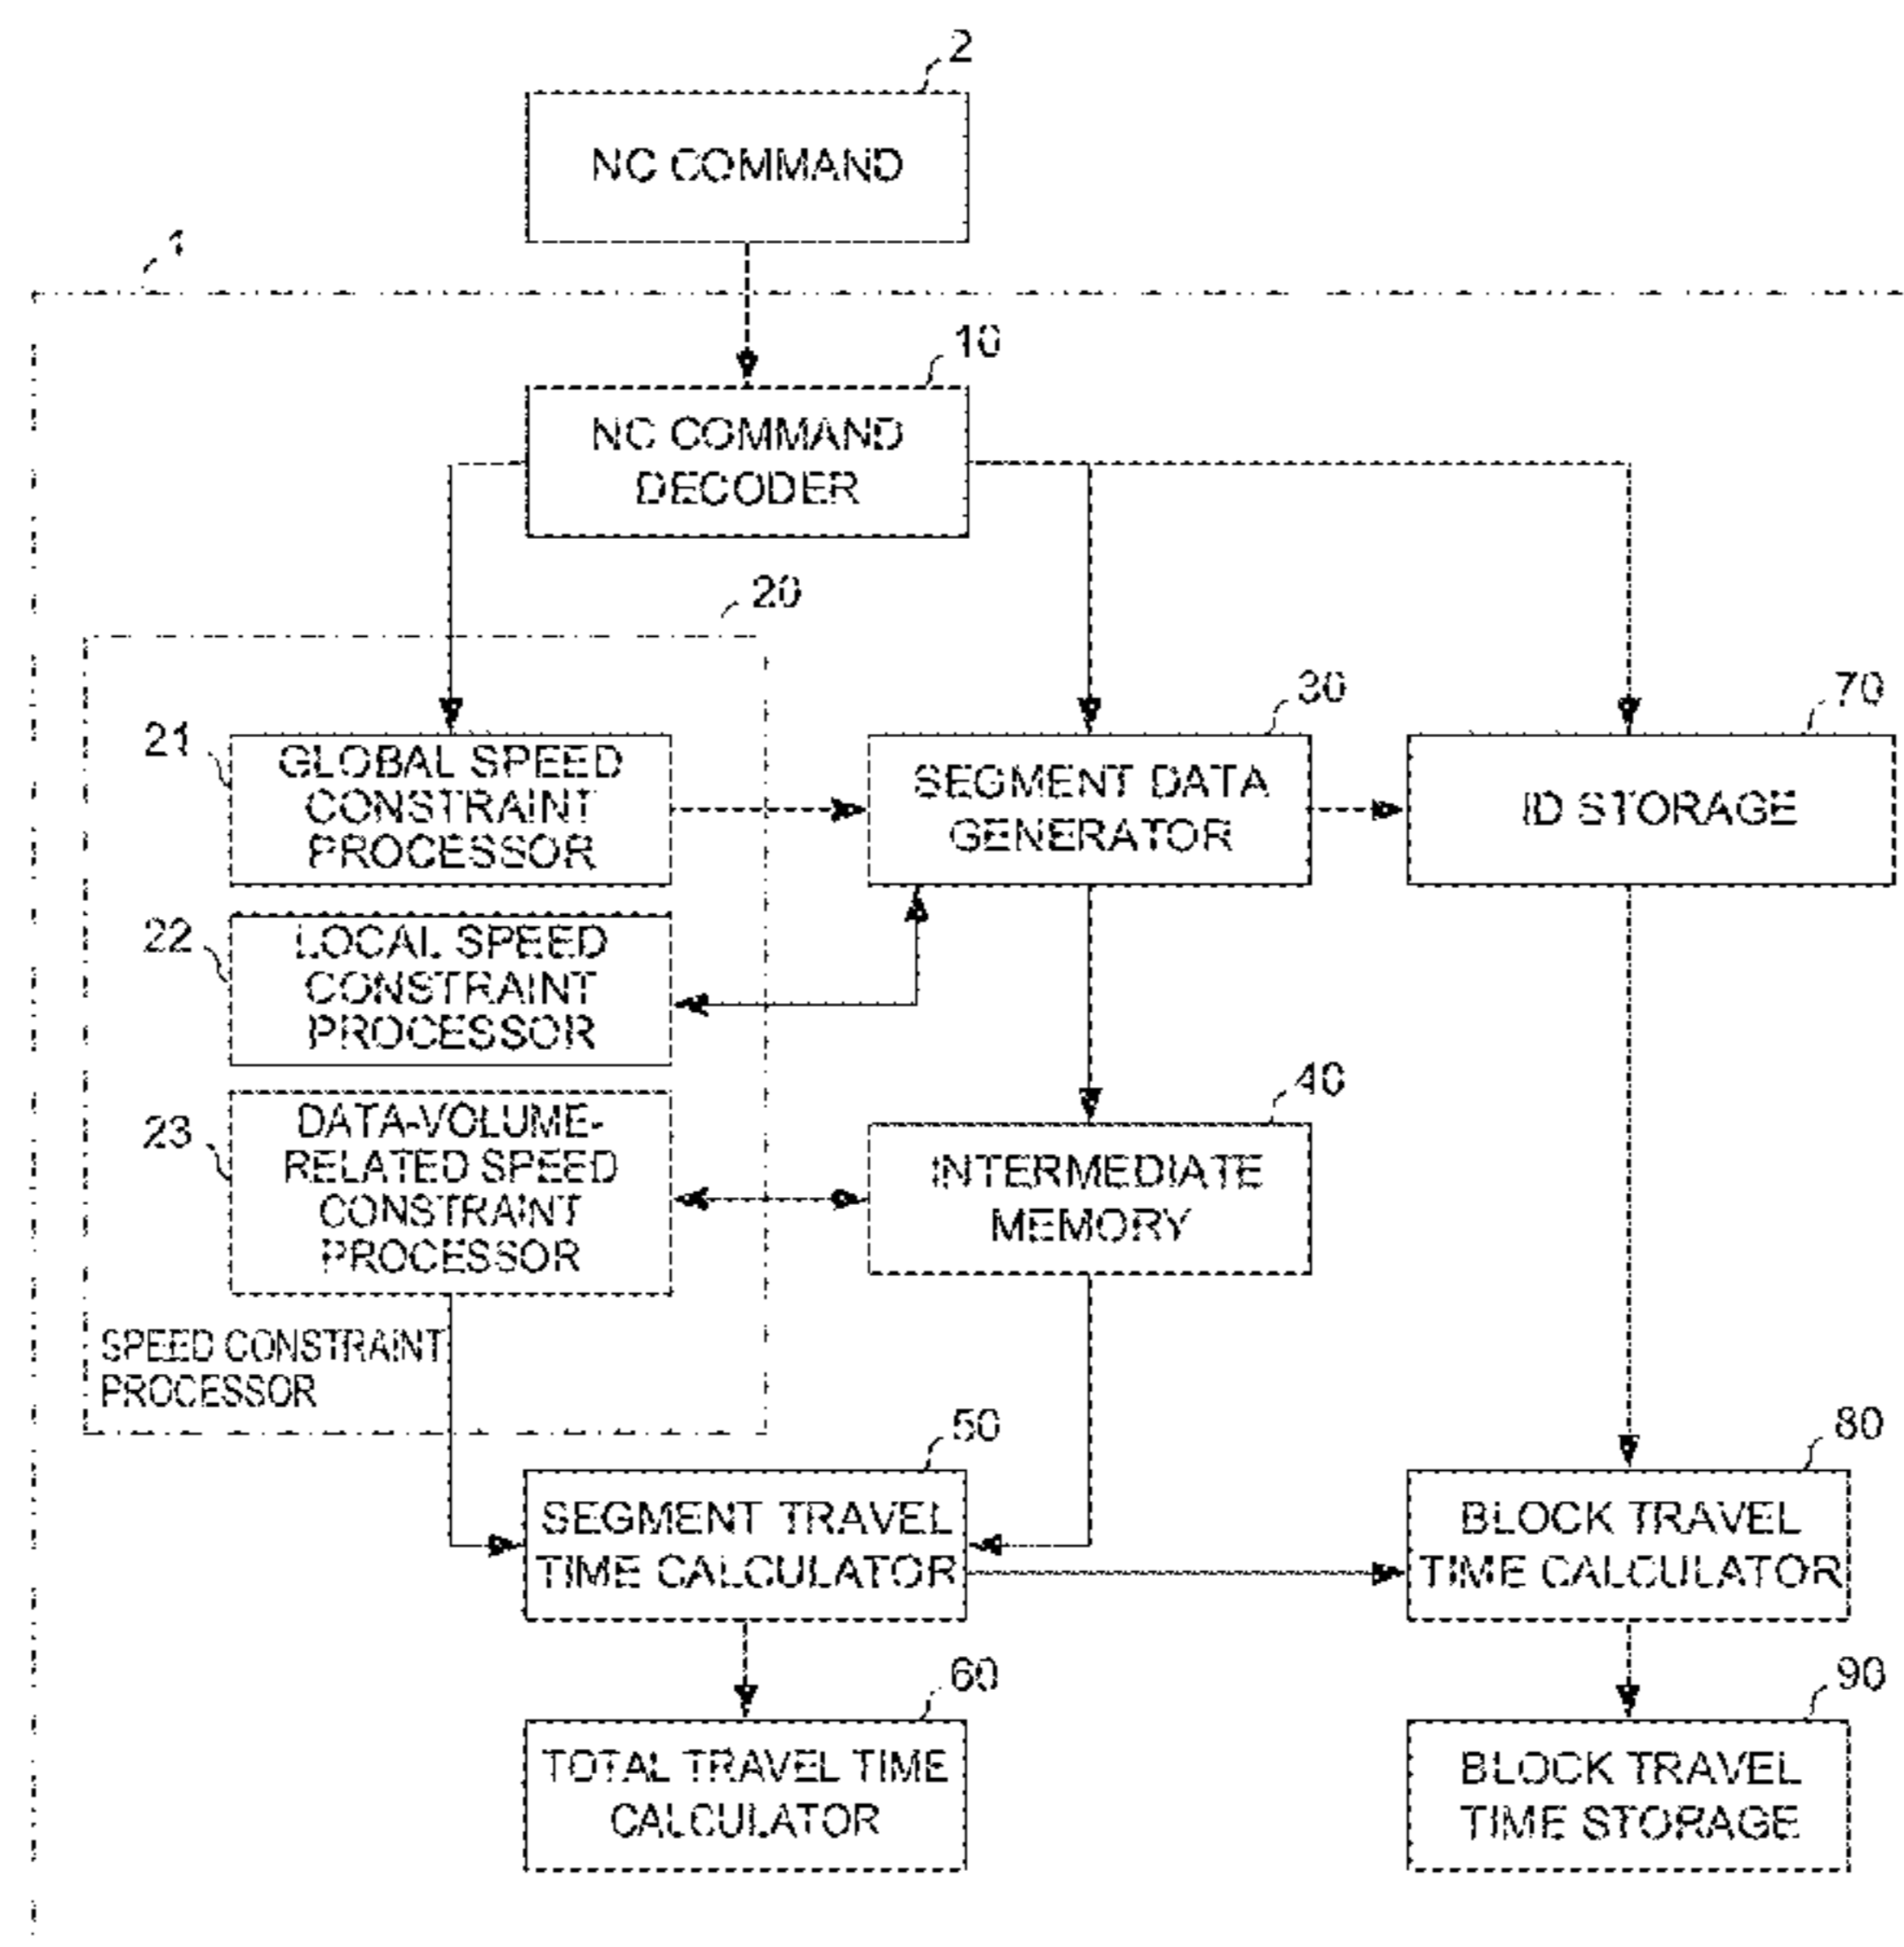 2
NC COMMAND
1
10
NC COMMAND
DECODER
20
30
70
21
GLOBAL SPEED
CONSTRAINT
PROCESSOR
SEGMENT DATA
GENERATOR
ID STORAGE
22
LOCAL SPEED
CONSTRAINT
PROCESSOR
40
23
DATA-VOLUME-
RELATED SPEED
CONSTRAINT
PROCESSOR
INTERMEDIATE
MEMORY
SPEED CONSTRAINT
PROCESSOR
50
80
SEGMENT TRAVEL
TIME CALCULATOR
BLOCK TRAVEL
TIME CALCULATOR
60
90
TOTAL TRAVEL TIME
CALCULATOR
BLOCK TRAVEL
TIME STORAGE